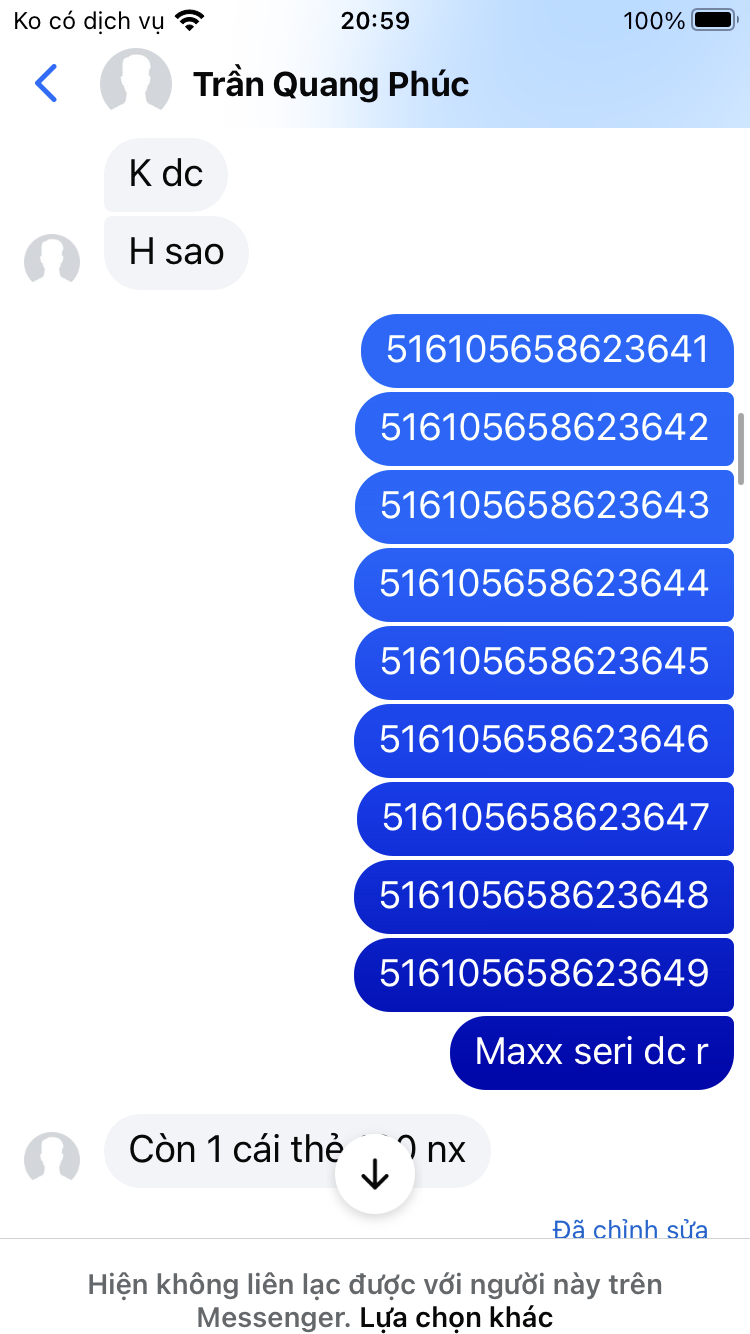 Ko có dịch vụ
20:59
100%
Trần Quang Phúc
K dc
H sao
516105658623641
516105658623642
516105658623643
516105658623644
516105658623645
516105658623646
516105658623647
516105658623648
516105658623649
Maxx seri dc r
Còn 1 cái thẻ nx
Đã chỉnh sửa
Hiện không liên lạc được với người này trên
Messenger. Lựa chọn khác